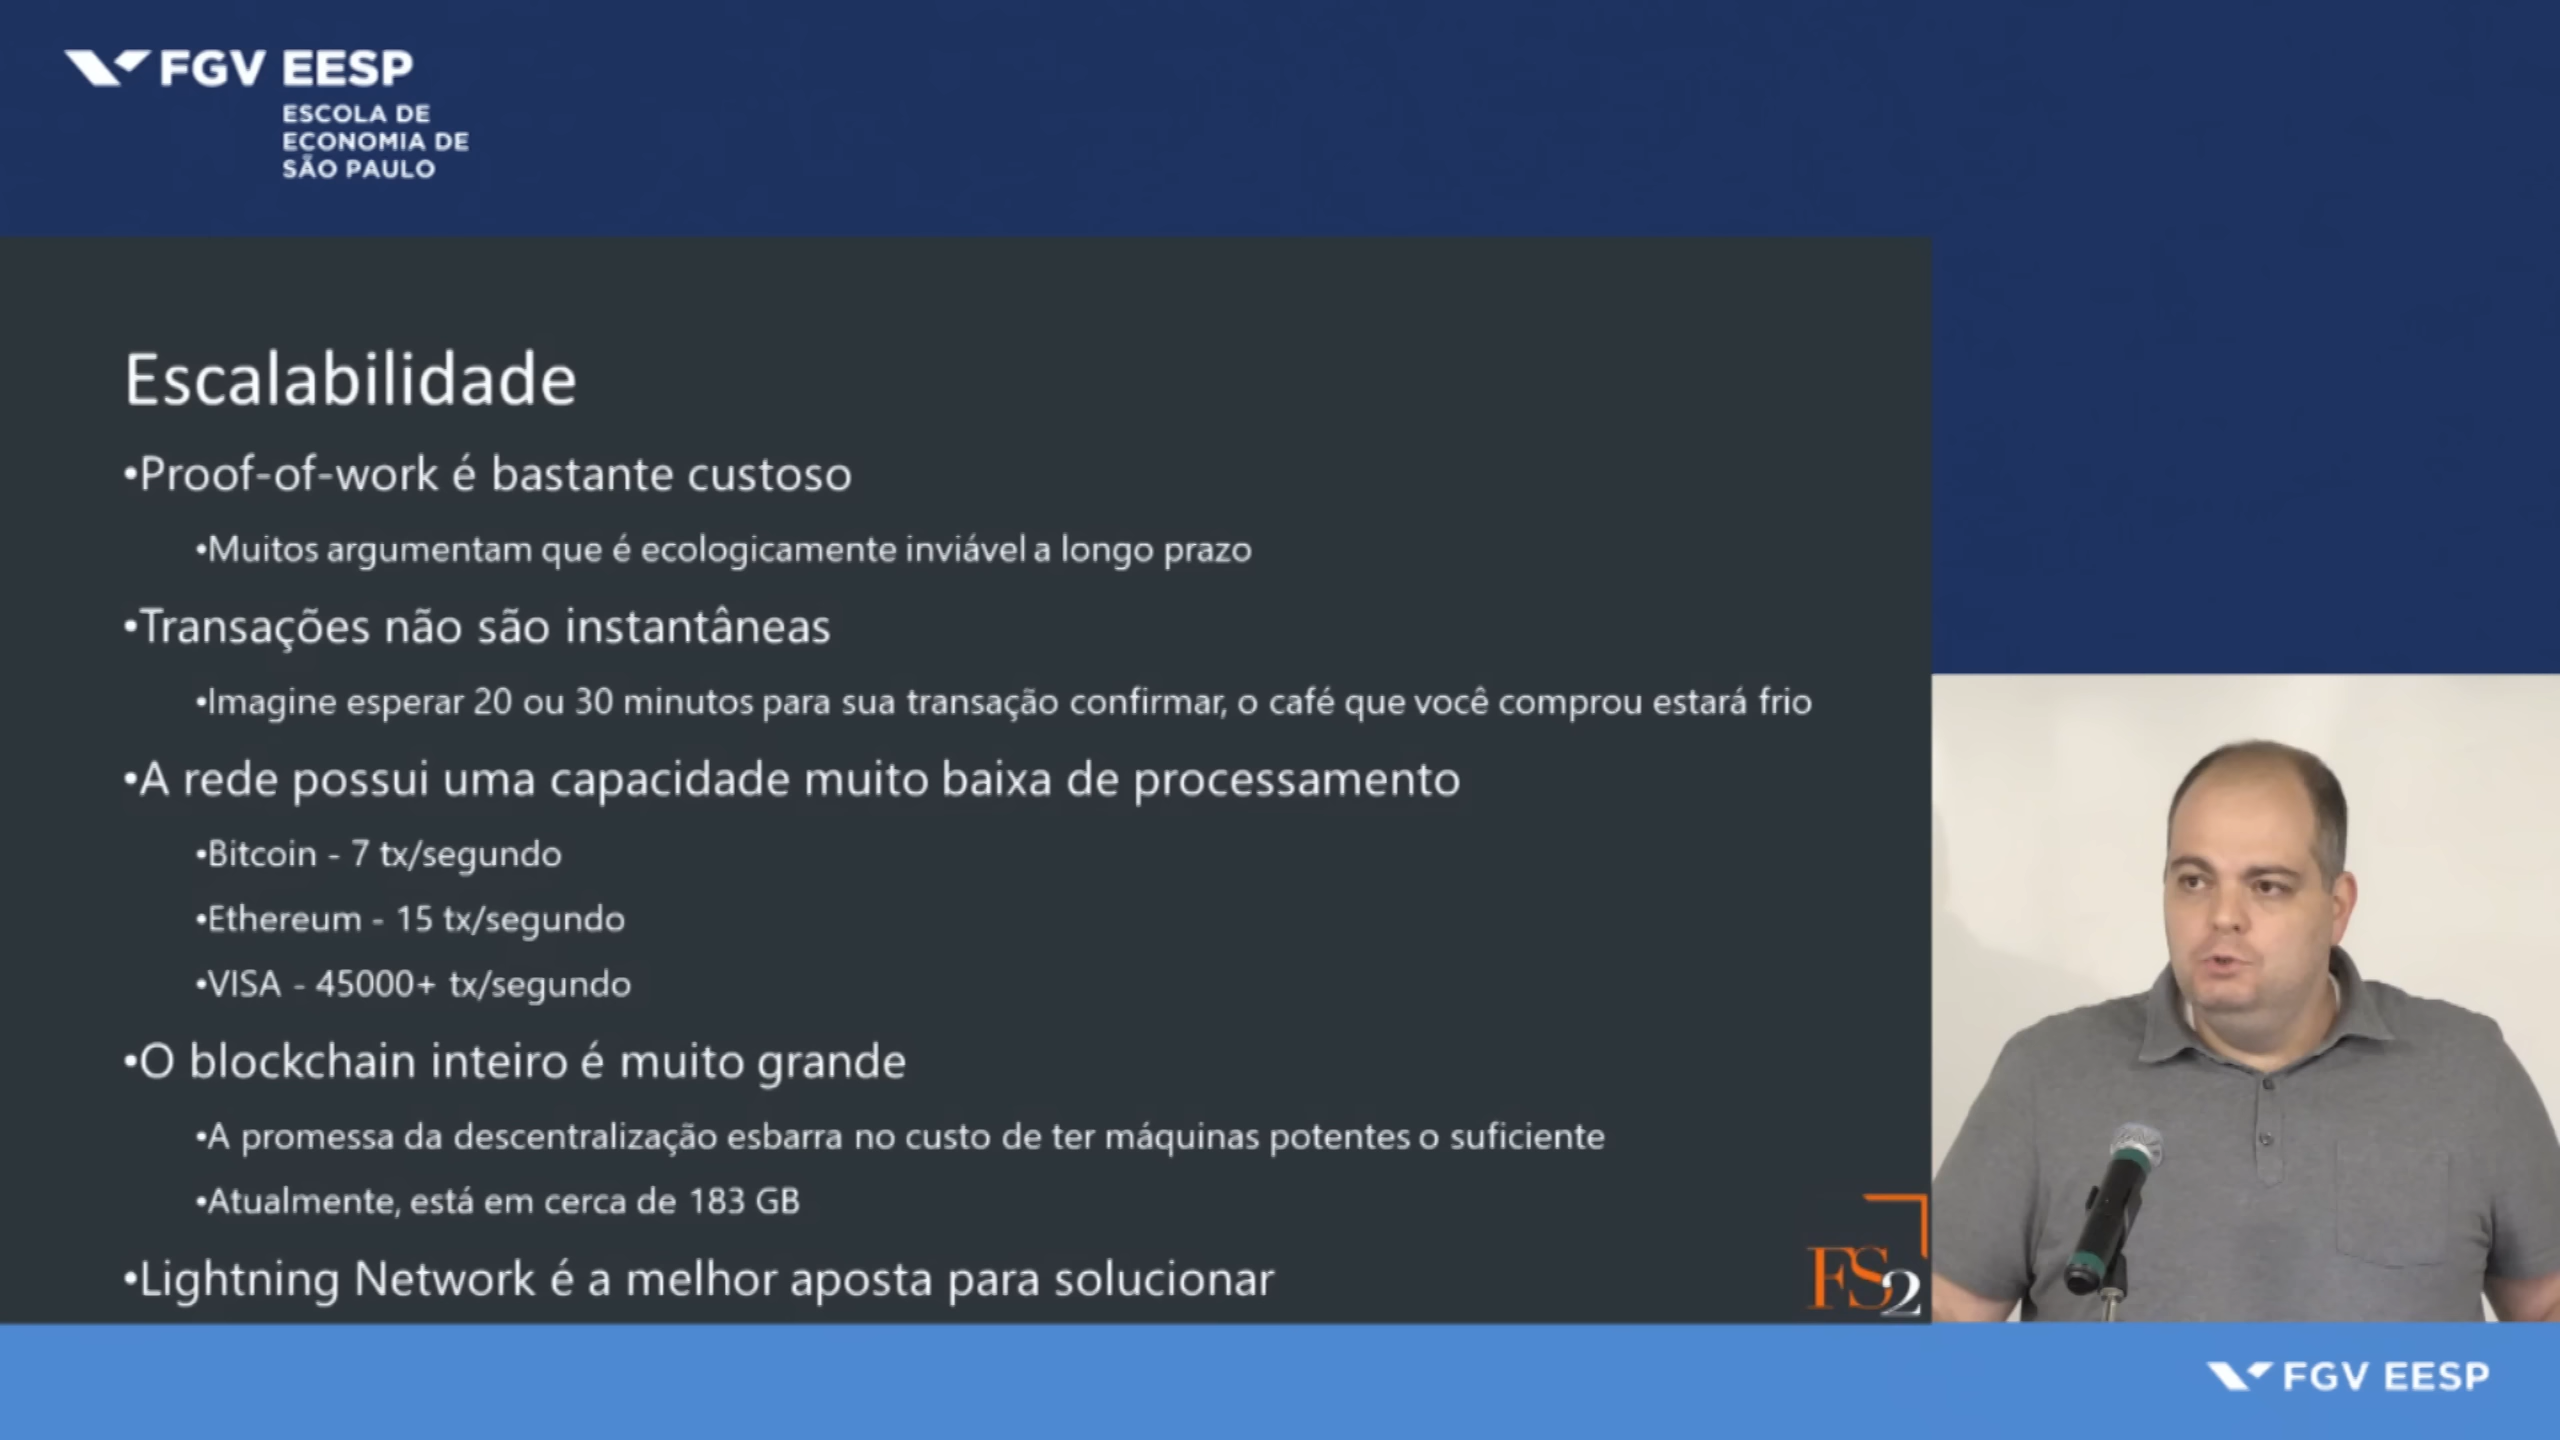 FGV EESP
ESCOLA DE
ECONOMIA DE
SÃO PAULO
Escalabilidade
•Proof-of-work é bastante custoso
•Muitos argumentam que é ecologicamente inviável a longo prazo
•Transações não são instantâneas
•Imagine esperar 20 ou 30 minutos para sua transação confirmar, o café que você comprou estará frio
•A rede possui uma capacidade muito baixa de processamento
•Bitcoin - 7 tx/segundo
•Ethereum - 15 tx/segundo
•VISA - 45000+ tx/segundo
•O blockchain inteiro é muito grande
•A promessa da descentralização esbarra no custo de ter máquinas potentes o suficiente
•Atualmente, está em cerca de 183 GB
•Lightning Network é a melhor aposta para solucionar
FS2
FGV EESP